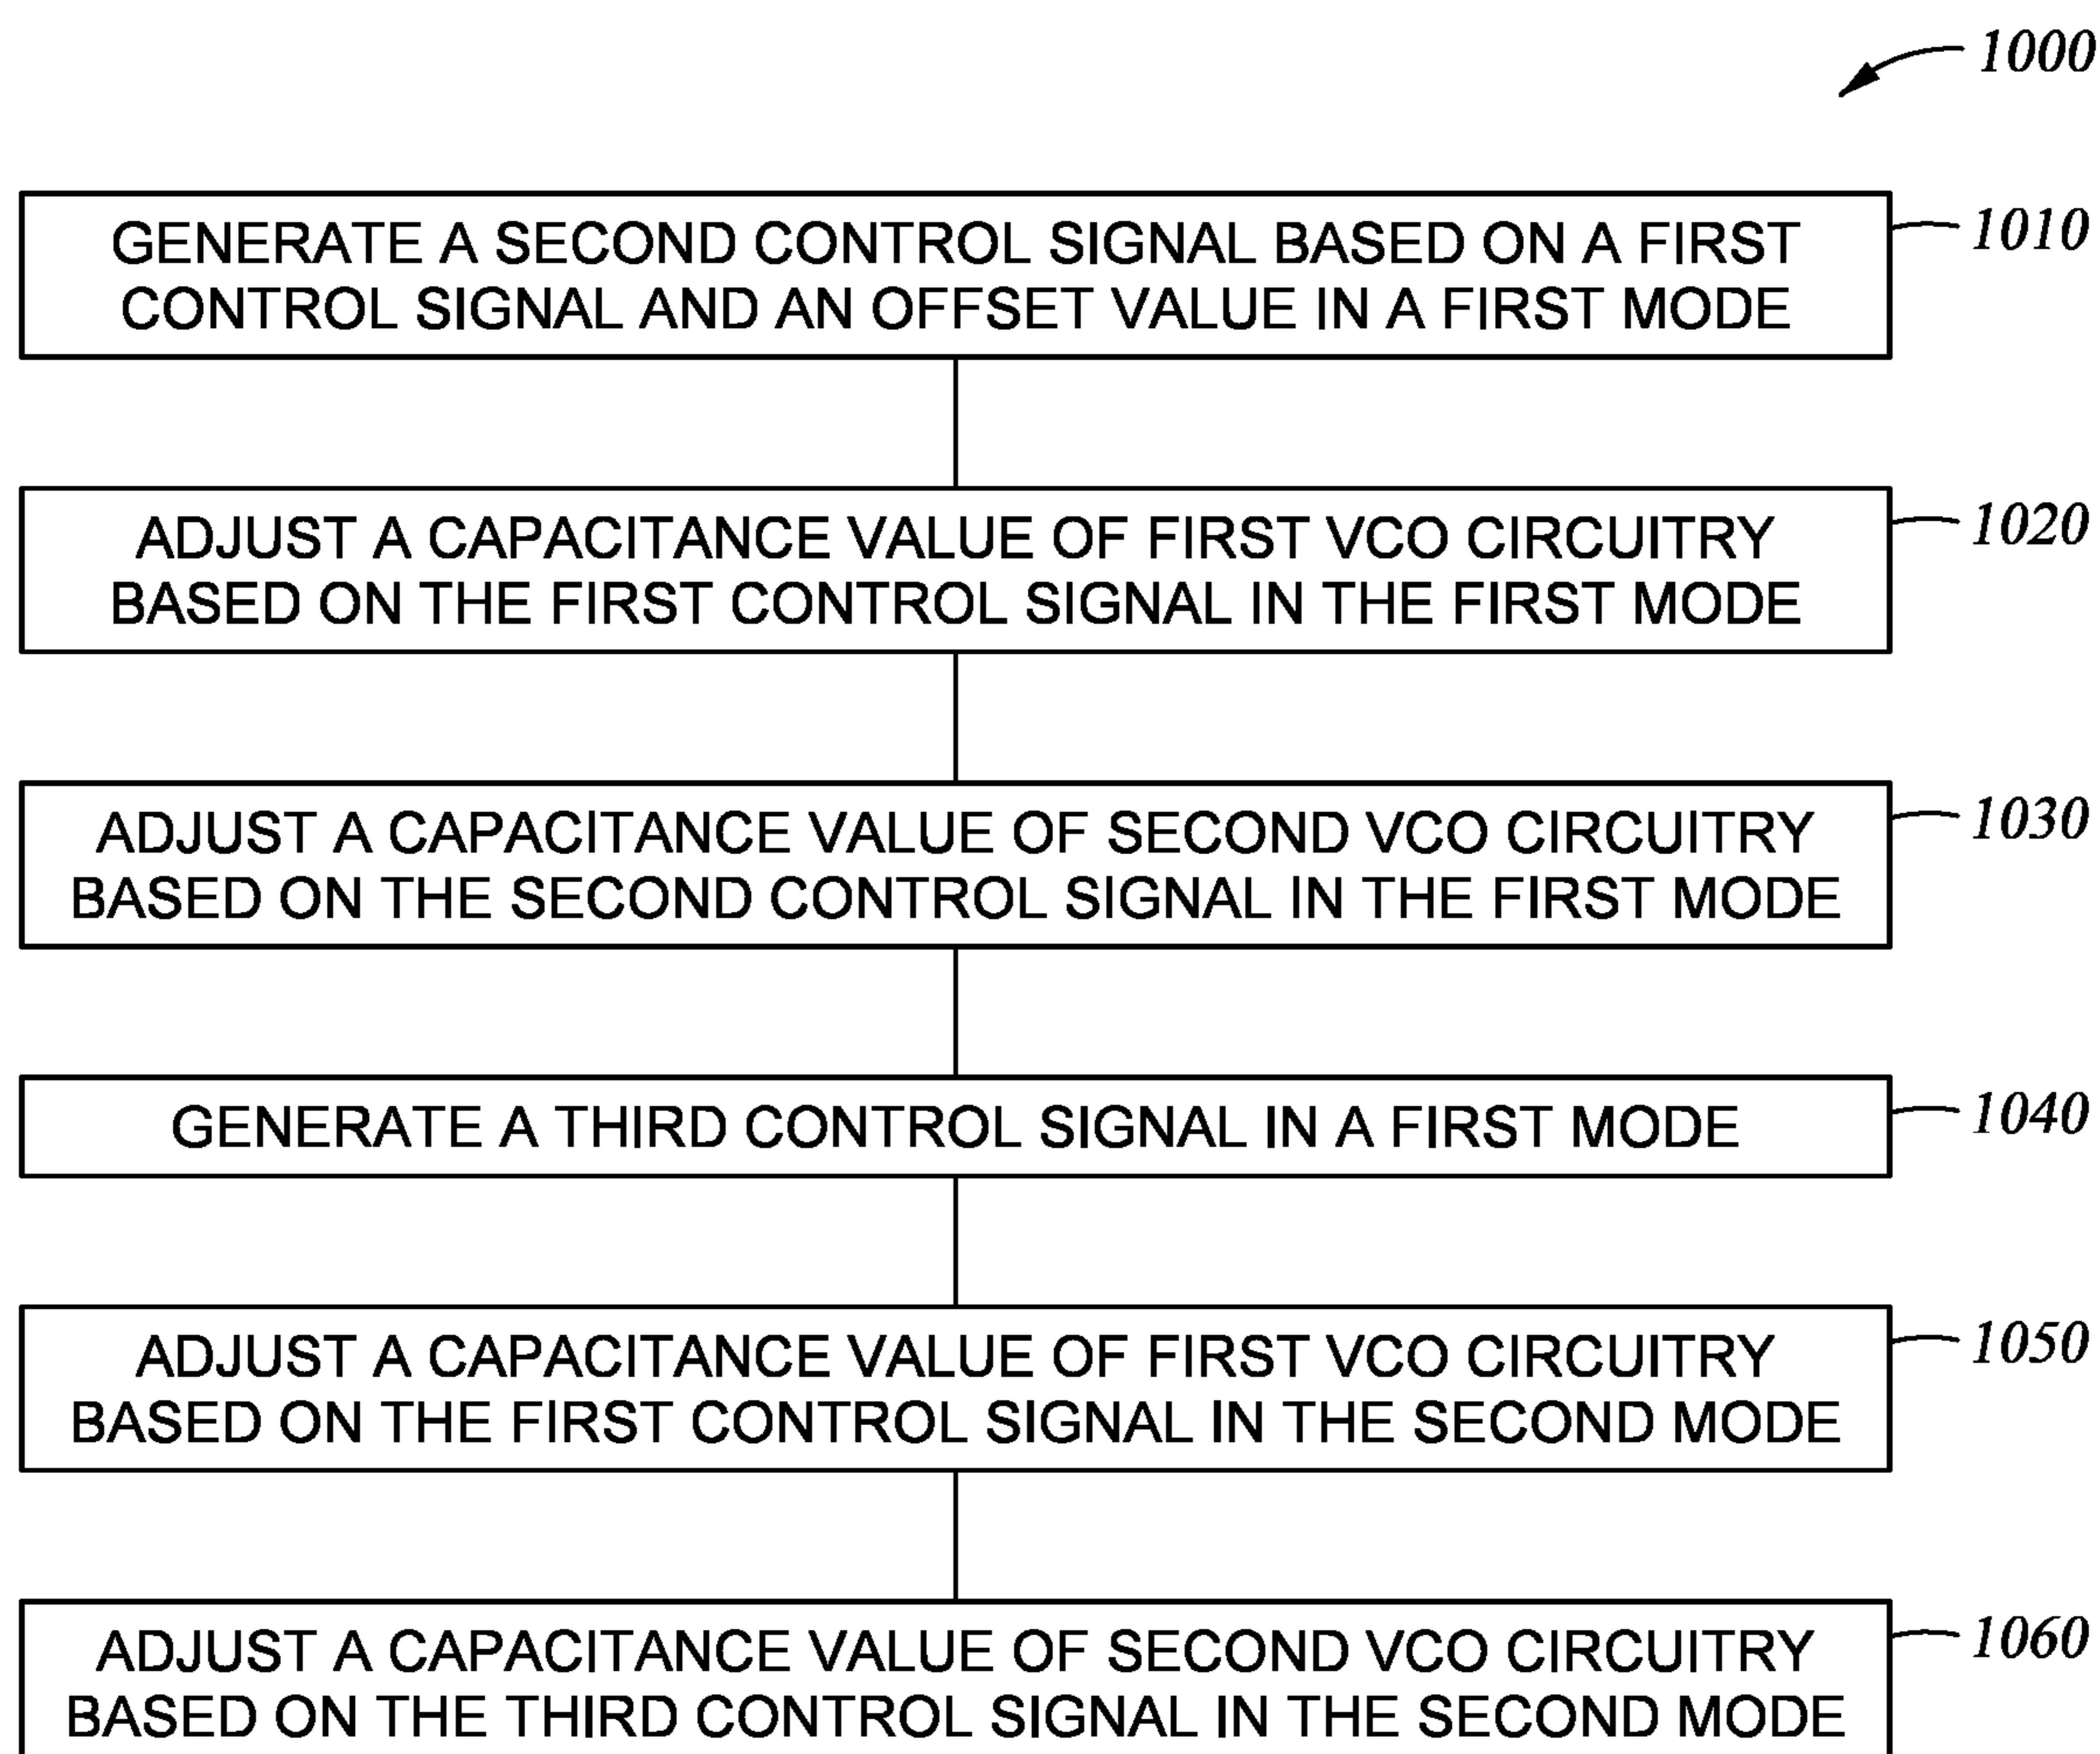 1000
GENERATE A SECOND CONTROL SIGNAL BASED ON A FIRST
CONTROL SIGNAL AND AN OFFSET VALUE IN A FIRST MODE
1010
ADJUST A CAPACITANCE VALUE OF FIRST VCO CIRCUITRY
BASED ON THE FIRST CONTROL SIGNAL IN THE FIRST MODE
1020
ADJUST A CAPACITANCE VALUE OF SECOND VCO CIRCUITRY
BASED ON THE SECOND CONTROL SIGNAL IN THE FIRST MODE
1030
GENERATE A THIRD CONTROL SIGNAL IN A FIRST MODE
1040
ADJUST A CAPACITANCE VALUE OF FIRST VCO CIRCUITRY
BASED ON THE FIRST CONTROL SIGNAL IN THE SECOND MODE
1050
ADJUST A CAPACITANCE VALUE OF SECOND VCO CIRCUITRY
BASED ON THE THIRD CONTROL SIGNAL IN THE SECOND MODE
1060